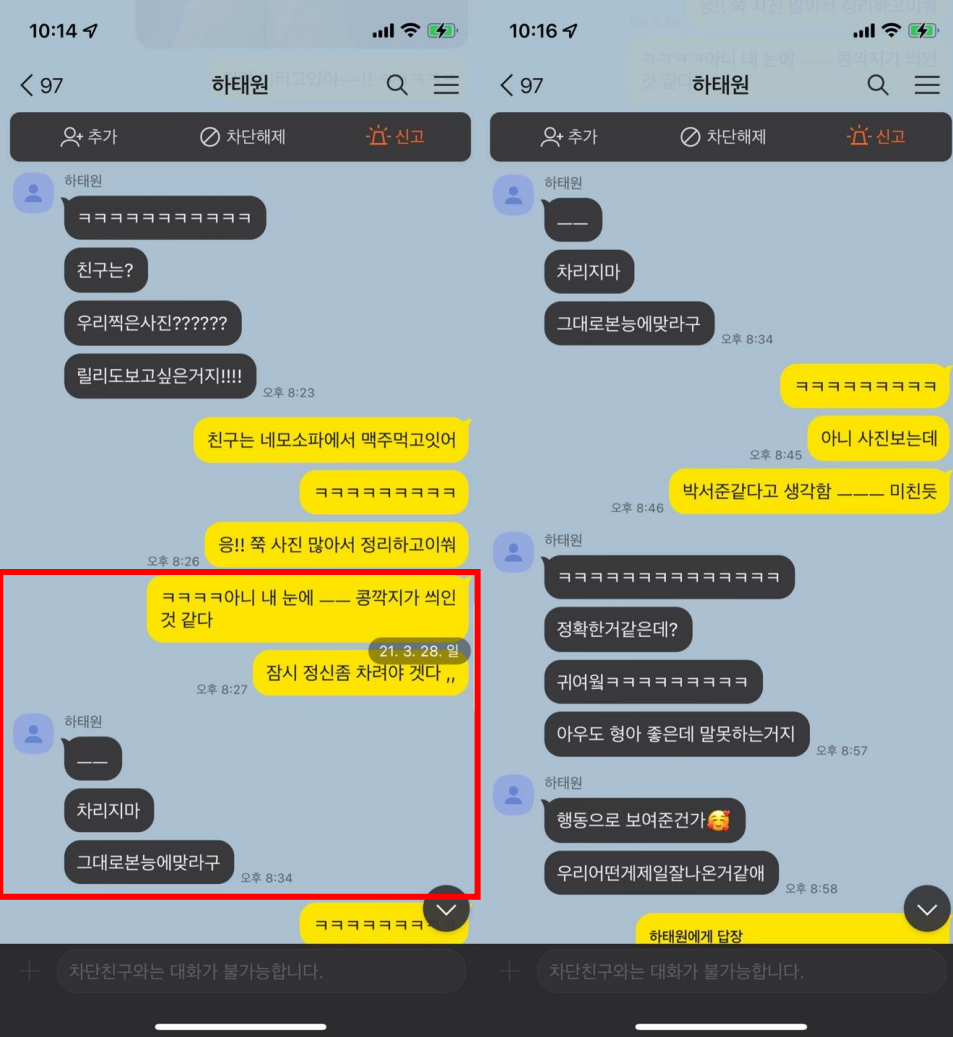 10:14
97
하태원
추가
차단해제
신고
하태원
ㅋㅋㅋㅋㅋㅋㅋㅋㅋㅋㅋ
친구는?
우리찍은사진??????
릴리도보고싶은거지!!!!
오후 8:23
친구는 네모소파에서 맥주먹고잇어
ㅋㅋㅋㅋㅋㅋㅋㅋㅋ
응!! 쭉 사진 많아서 정리하고이쒀
오후 8:26
ㅋㅋㅋㅋ아니 내 눈에 ㅡㅡ 콩깍지가 씌인
것 같다
21. 3. 28. 일
잠시 정신좀 차려야 겟다 ,,
오후 8:27
하태원
ㅡㅡ
차리지마
그대로본능에맞라구
오후 8:34
ㅋㅋㅋㅋㅋㅋㅋ
차단친구와는 대화가 불가능합니다.
10:16
97
하태원
추가
차단해제
신고
하태원
ㅡㅡ
차리지마
그대로본능에맞라구
오후 8:34
ㅋㅋㅋㅋㅋㅋㅋㅋㅋ
아니 사진보는데
오후 8:45
박서준같다고 생각함 ㅡㅡㅡ 미친듯
오후 8:46
하태원
ㅋㅋㅋㅋㅋㅋㅋㅋㅋㅋㅋㅋㅋㅋ
정확한거같은데?
귀여웤ㅋㅋㅋㅋㅋㅋㅋㅋㅋ
아우도 형아 좋은데 말못하는거지
오후 8:57
하태원
행동으로 보여준건가🥰
우리어떤게제일잘나온거같애
오후 8:58
하태원에게 답장
차단친구와는 대화가 불가능합니다.